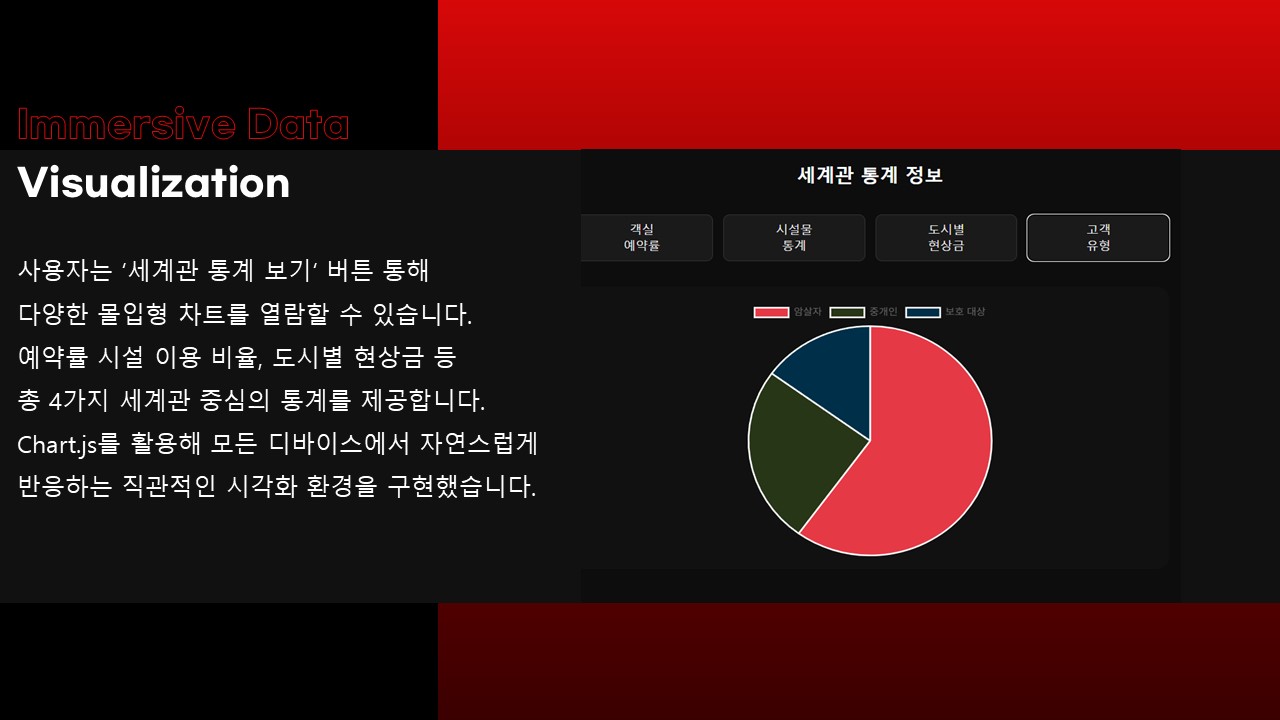 Immersive Data
Visualization
사용자는 ‘세계관 통계 보기‘ 버튼 통해
다양한 몰입형 차트를 열람할 수 있습니다.
예약률 시설 이용 비율, 도시별 현상금 등
총 4가지 세계관 중심의 통계를 제공합니다.
Chart.js를 활용해 모든 디바이스에서 자연스럽게
반응하는 직관적인 시각화 환경을 구현했습니다.
세계관 통계 정보
객실
예약률
시설물
통계
도시별
현상금
고객
유형
암살자 중개인 보호 대상